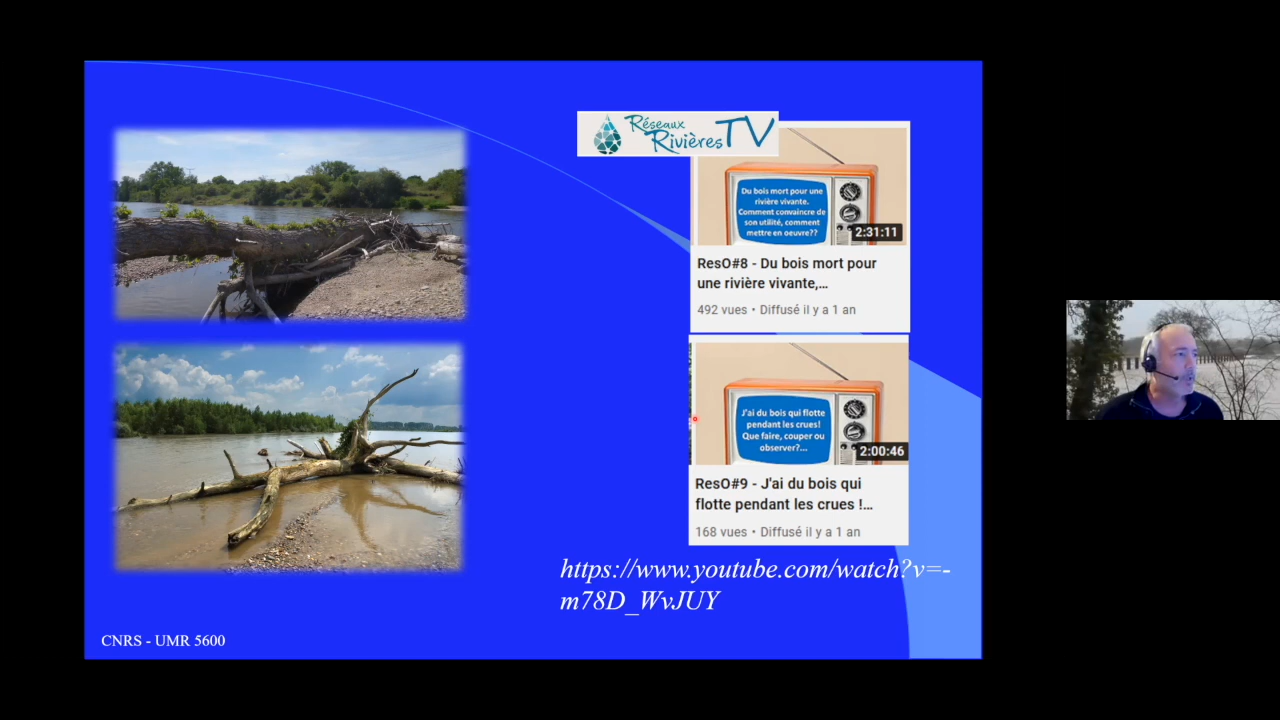 Réseaux
Rivières TV
Du bois mort pour une
rivière vivante.
Comment convaincre de
son utilité, comment
mettre en oeuvre??
2:31:11
ResO#8 - Du bois mort pour
une rivière vivante,...
492 vues • Diffusé il y a 1 an
J'ai du bois qui flotte
pendant les crues!
Que faire, couper ou
observer?...
2:00:46
ResO#9 - J'ai du bois qui
flotte pendant les crues !...
168 vues • Diffusé il y a 1 an
https://www.youtube.com/watch?v=-
m78D_WvJUY
CNRS - UMR 5600